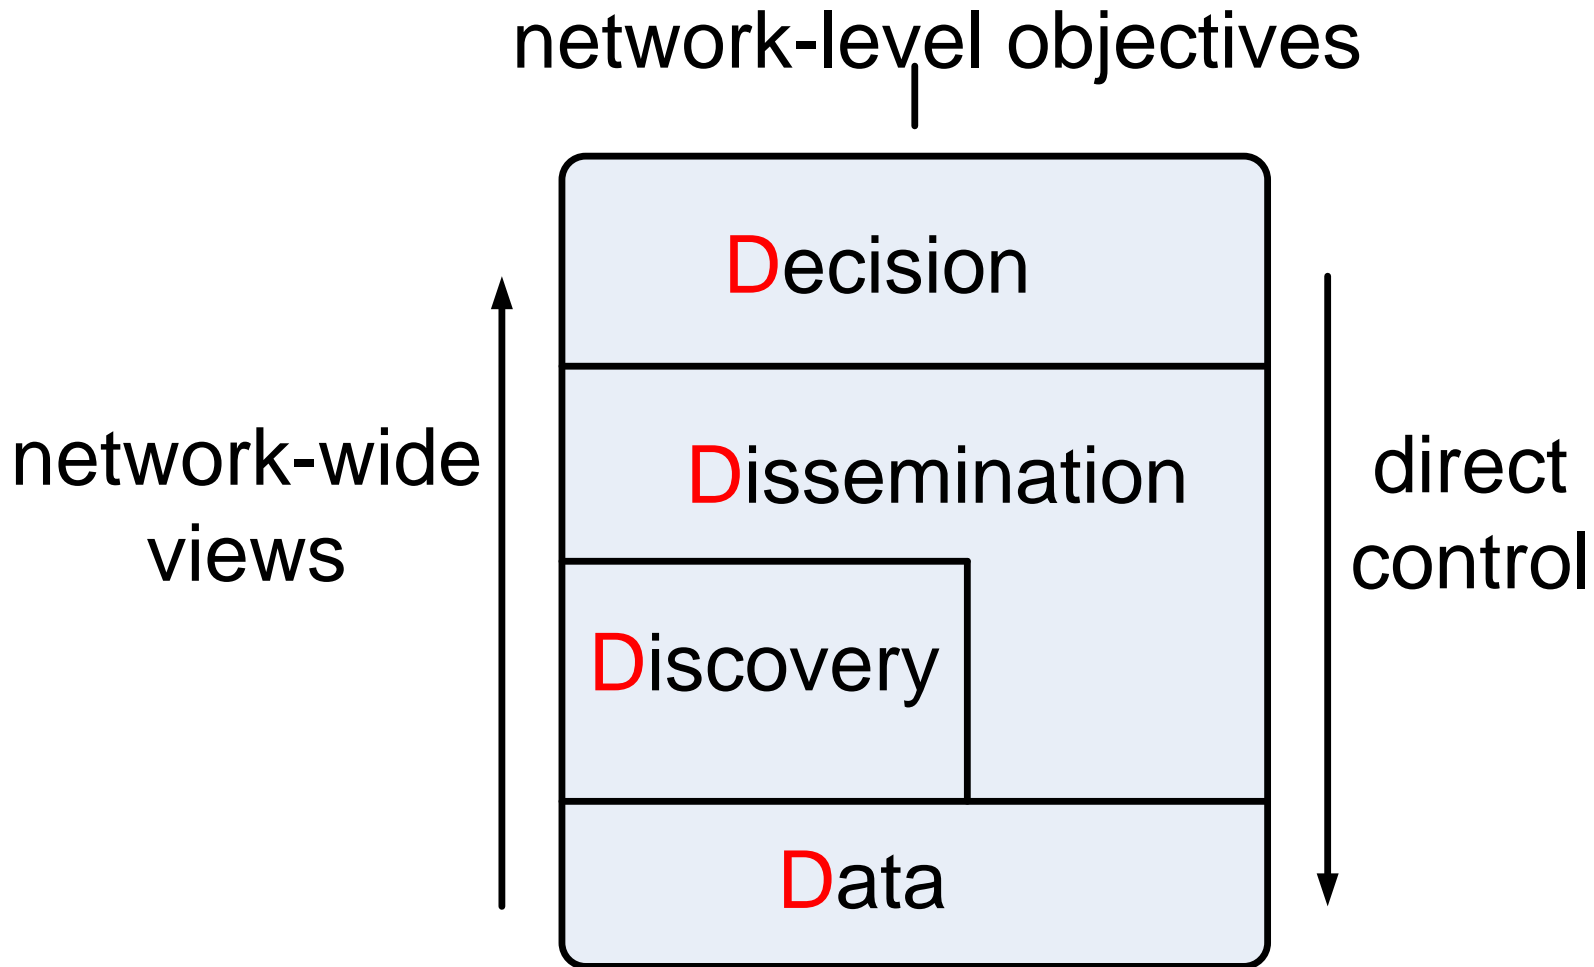 network-level objectives
Decision
network-wide
views
Dissemination
direct
control
Discovery
Data